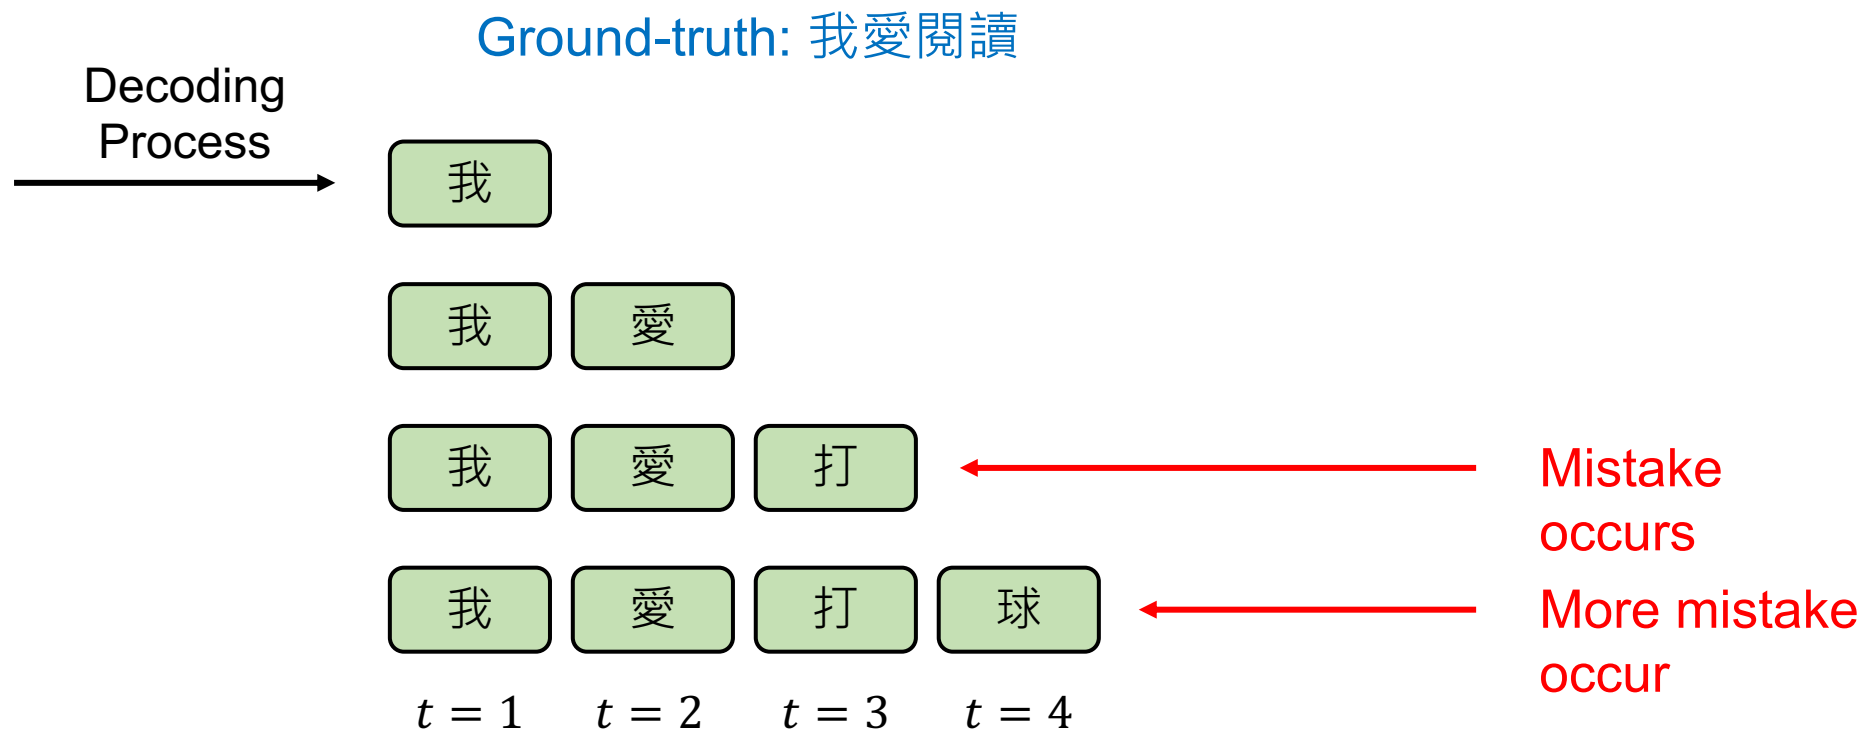 Ground-truth: 我愛閱讀
Decoding
Process
我
我 愛
我 愛 打
Mistake
occurs
我 愛 打 球
More mistake
occur
t = 1 t = 2 t = 3 t = 4